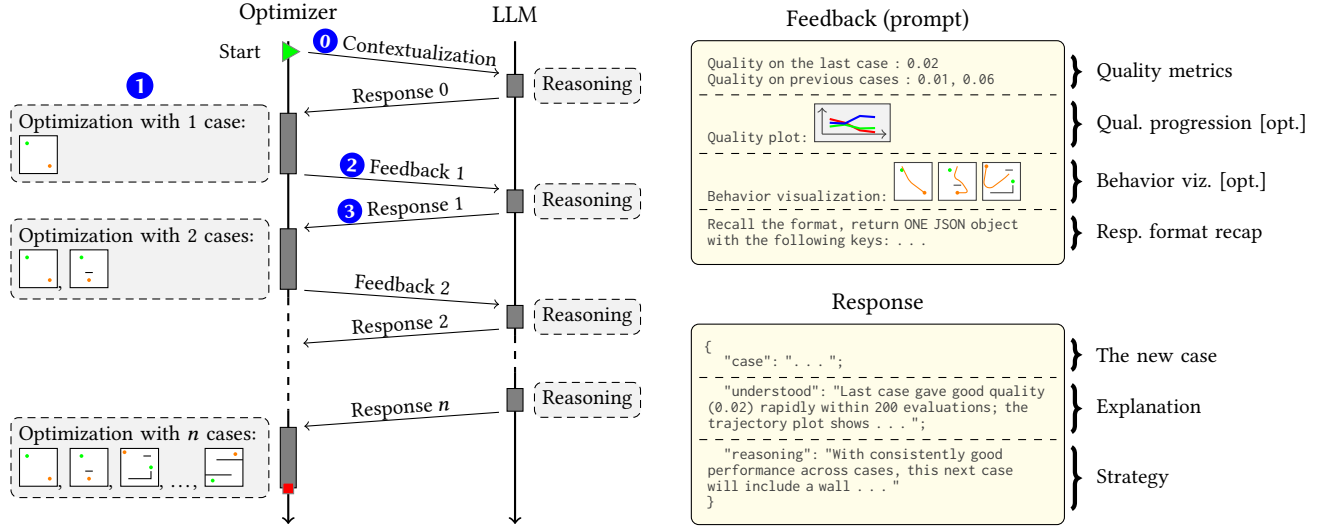 Optimizer
LLM
Start
0 Contextualization
Reasoning
Response 0
1
Optimization with 1 case:
2 Feedback 1
Reasoning
3 Response 1
Optimization with 2 cases:
,
Feedback 2
Reasoning
Response 2
Reasoning
Response n
Optimization with n cases:
, , , ...,
Feedback (prompt)
Quality on the last case : 0.02
Quality on previous cases : 0.01, 0.06
Quality metrics
Quality plot:
Qual. progression [opt.]
Behavior visualization:
Behavior viz. [opt.]
Recall the format, return ONE JSON object
with the following keys: . . .
Resp. format recap
Response
{
"case": ". . . ";
The new case
"understood": "Last case gave good quality
(0.02) rapidly within 200 evaluations; the
trajectory plot shows . . . ";
Explanation
"reasoning": "With consistently good
performance across cases, this next case
will include a wall . . . "
}
Strategy